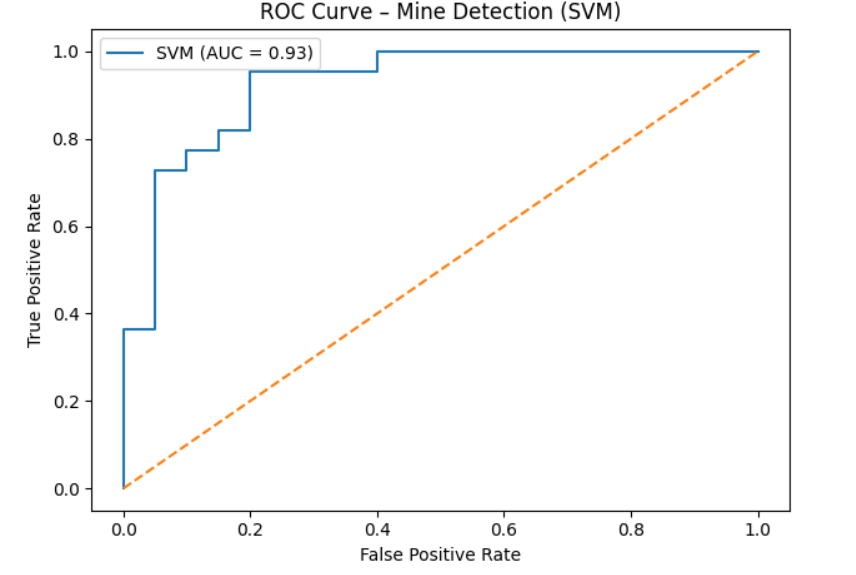 ROC Curve – Mine Detection (SVM)
SVM (AUC = 0.93)
1.0
0.8
0.6
0.4
0.2
0.0
True Positive Rate
0.0 0.2 0.4 0.6 0.8 1.0
False Positive Rate